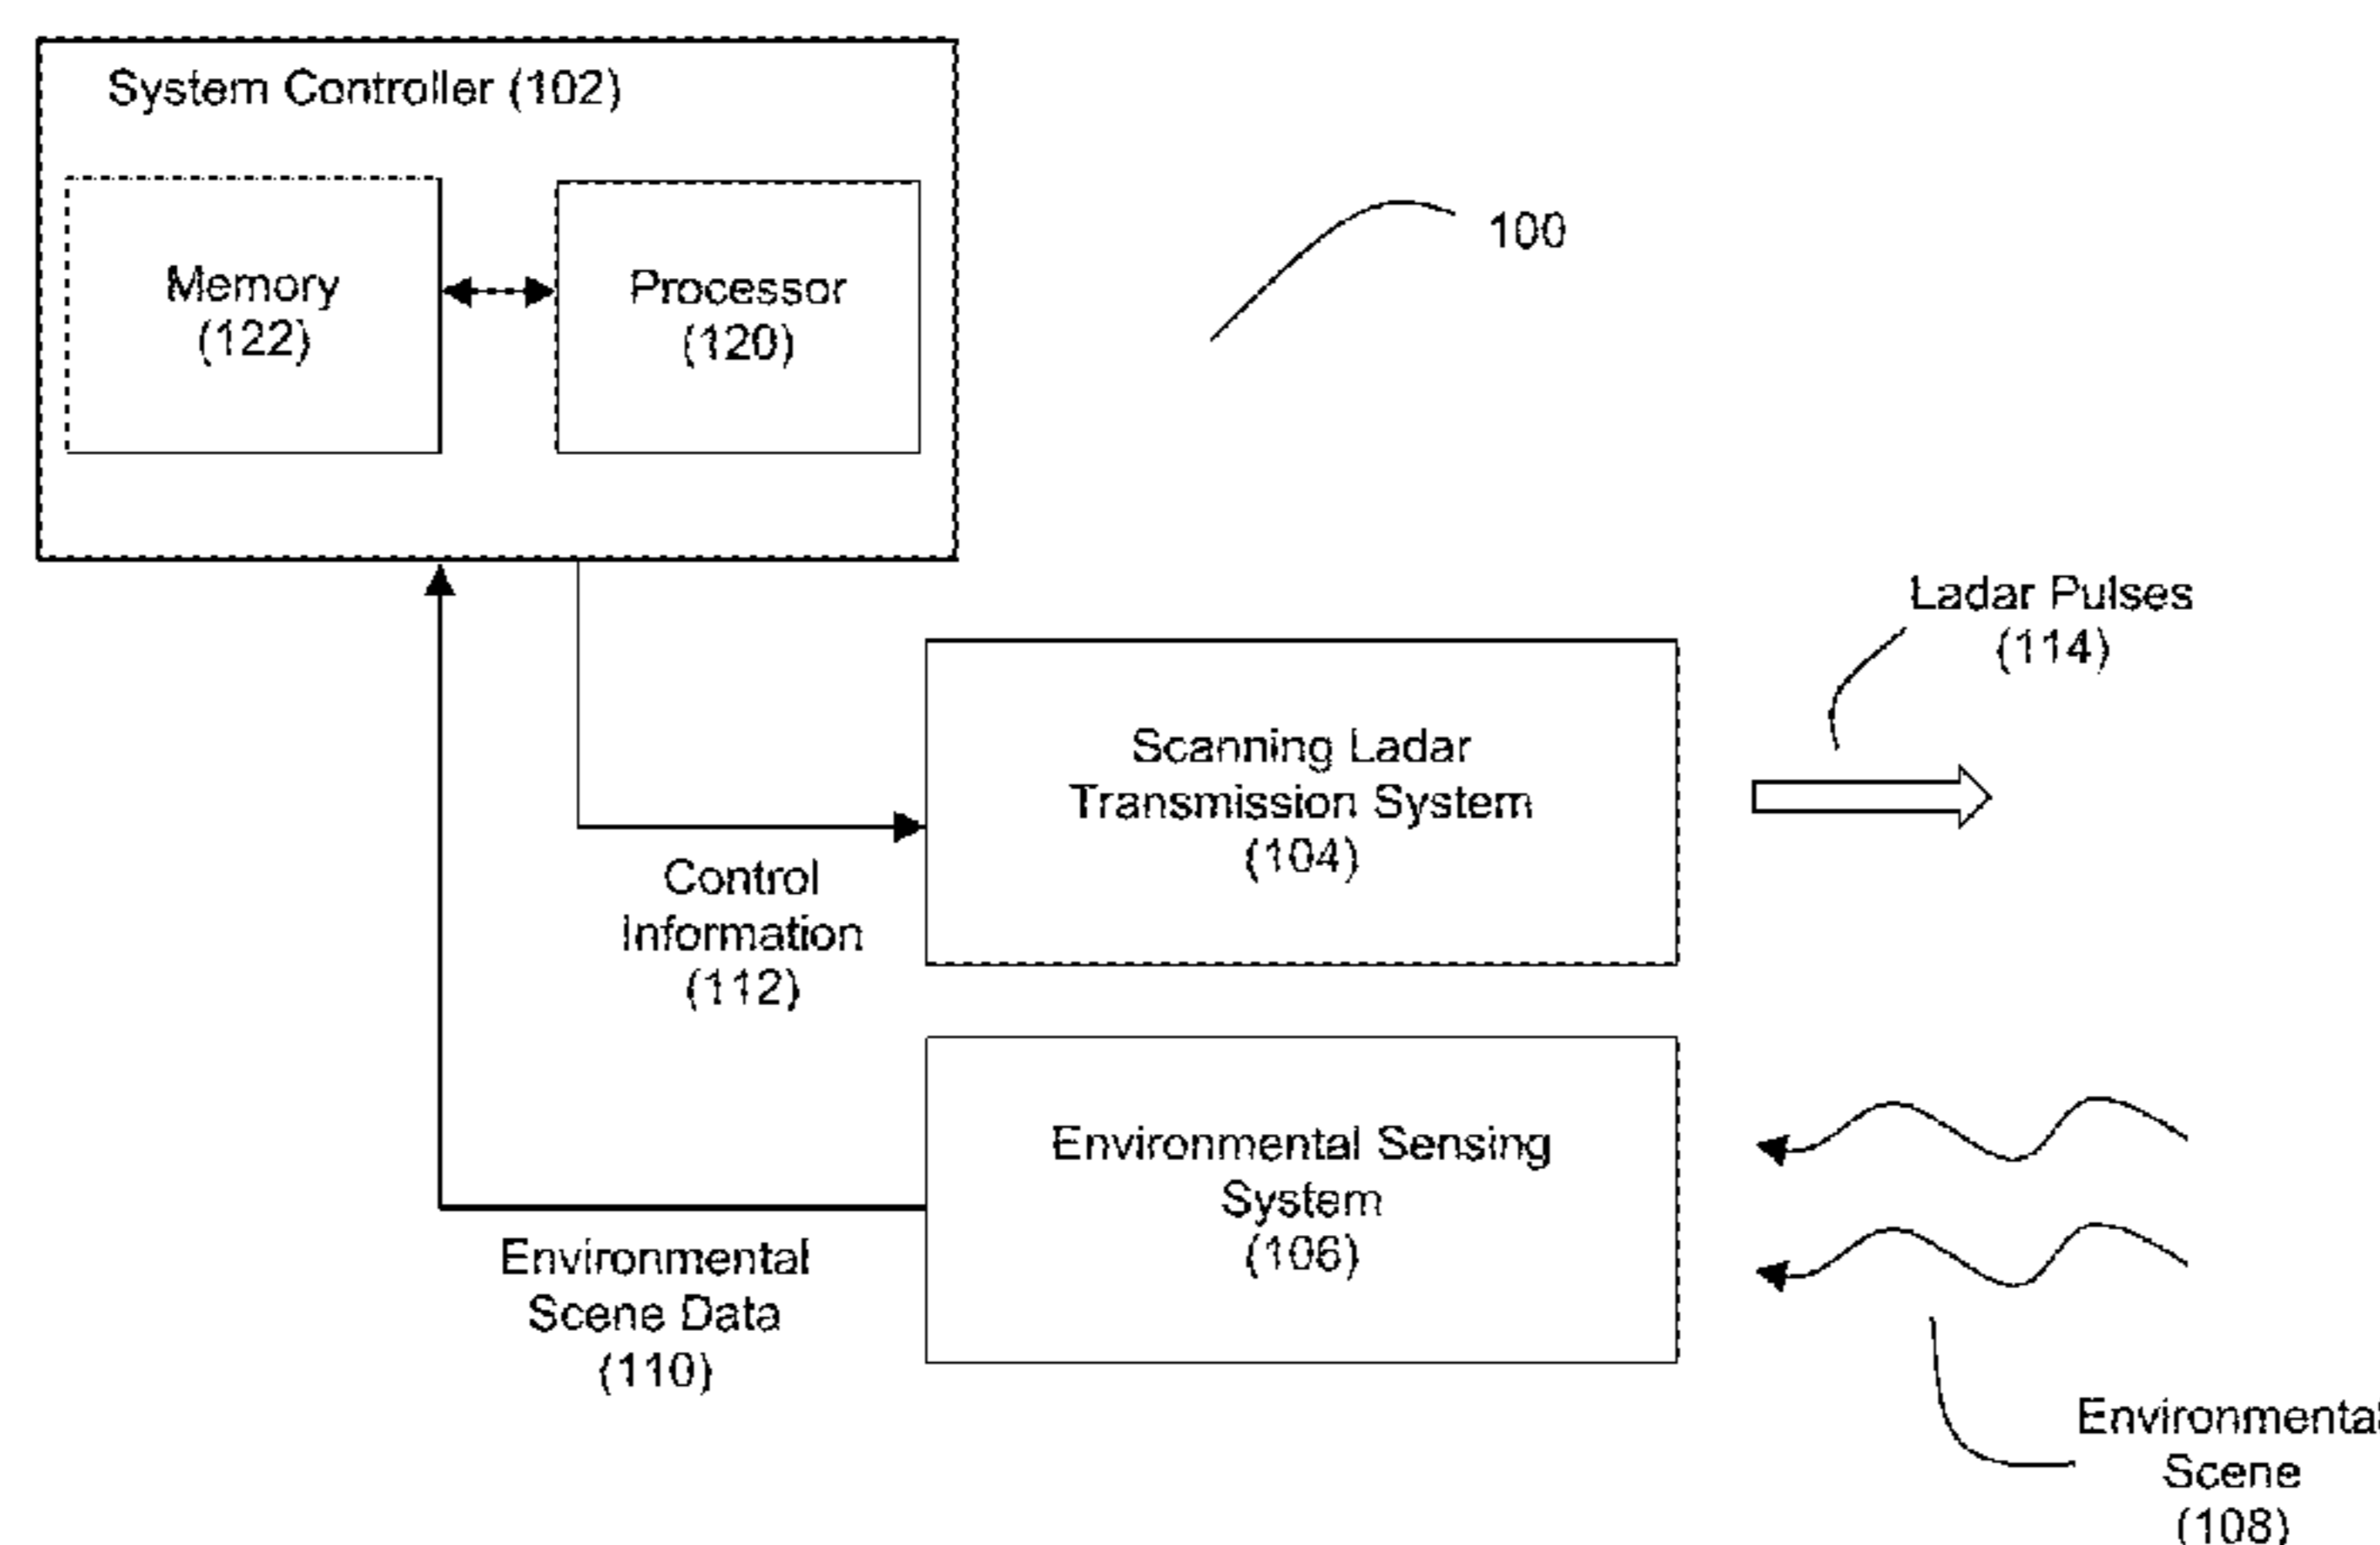 System Controller (102)
Memory
(122)
Processor
(120)
100
Ladar Pulses
(114)
Scanning Ladar
Transmission System
(104)
Control
Information
(112)
Environmental Sensing
System
(106)
Environmental
Scene Data
(110)
Environmental
Scene
(108)